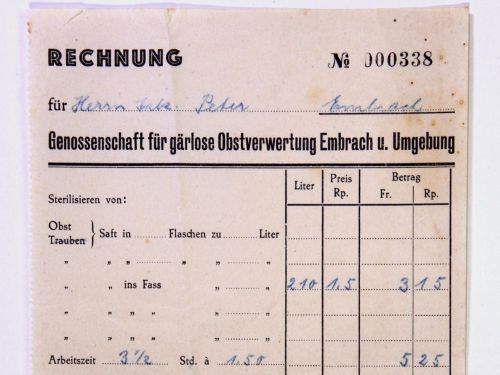 RECHNUNG № 000338
für Herrn Peter Embrach
Genossenschaft für gärlose Obstverwertung Embrach u. Umgebung
Liter Preis Rp. Betrag Fr. Rp.
Sterilisieren von:
Obst Trauben } Saft in Flaschen zu Liter
„ „ „ „ „
„ „ ins Fass „ „ 210 1,5 3 15
„ „ „ „ „
Arbeitszeit 3½ Std. à 1.50 5 25